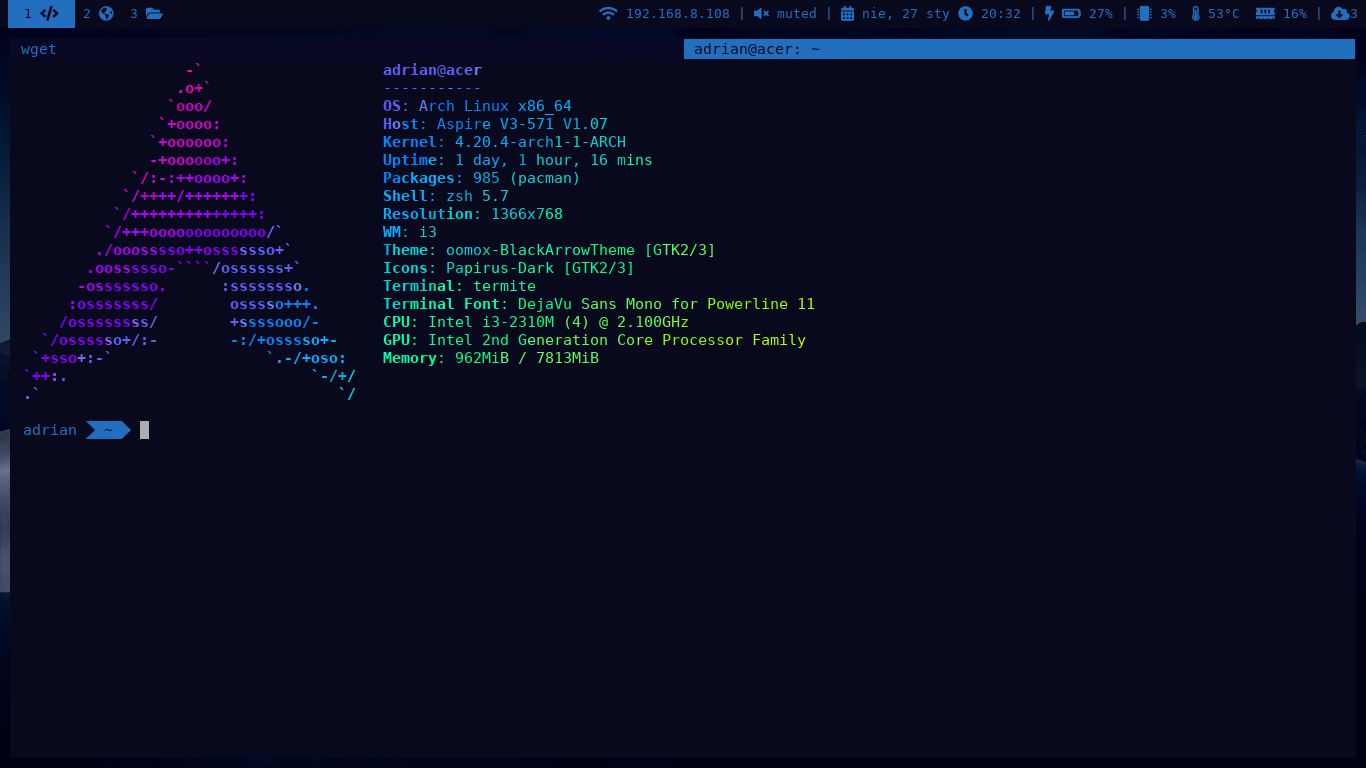 1 2 3 192.168.8.108 | muted | nie, 27 sty 20:32 | 27% | 3% 53°C 16% | 3
wget adrian@acer: ~
-`                    adrian@acer
.o+`                   -----------
`ooo/                   OS: Arch Linux x86_64
`+oooo:                  Host: Aspire V3-571 V1.07
`+oooooo:                 Kernel: 4.20.4-arch1-1-ARCH
-+oooooo+:                Uptime: 1 day, 1 hour, 16 mins
`/:-:++oooo+:               Packages: 985 (pacman)
`/++++/+++++++:              Shell: zsh 5.7
`/++++++++++++++:             Resolution: 1366x768
`/+++ooooooooooooo/`           WM: i3
./ooosssso++osssssso+`          Theme: oomox-BlackArrowTheme [GTK2/3]
.oossssso-````/ossssss+`         Icons: Papirus-Dark [GTK2/3]
-osssssso.      :ssssssso.        Terminal: termite
:osssssss/        osssso+++.       Terminal Font: DejaVu Sans Mono for Powerline 11
/ossssssss/        +ssssooo/-       CPU: Intel i3-2310M (4) @ 2.100GHz
`/ossssso+/:-        -:/+osssso+-     GPU: Intel 2nd Generation Core Processor Family
`+sso+:-`                 `.-/+oso:    Memory: 962MiB / 7813MiB
`++:.                           `-/+/
.`                                 `/
adrian ~